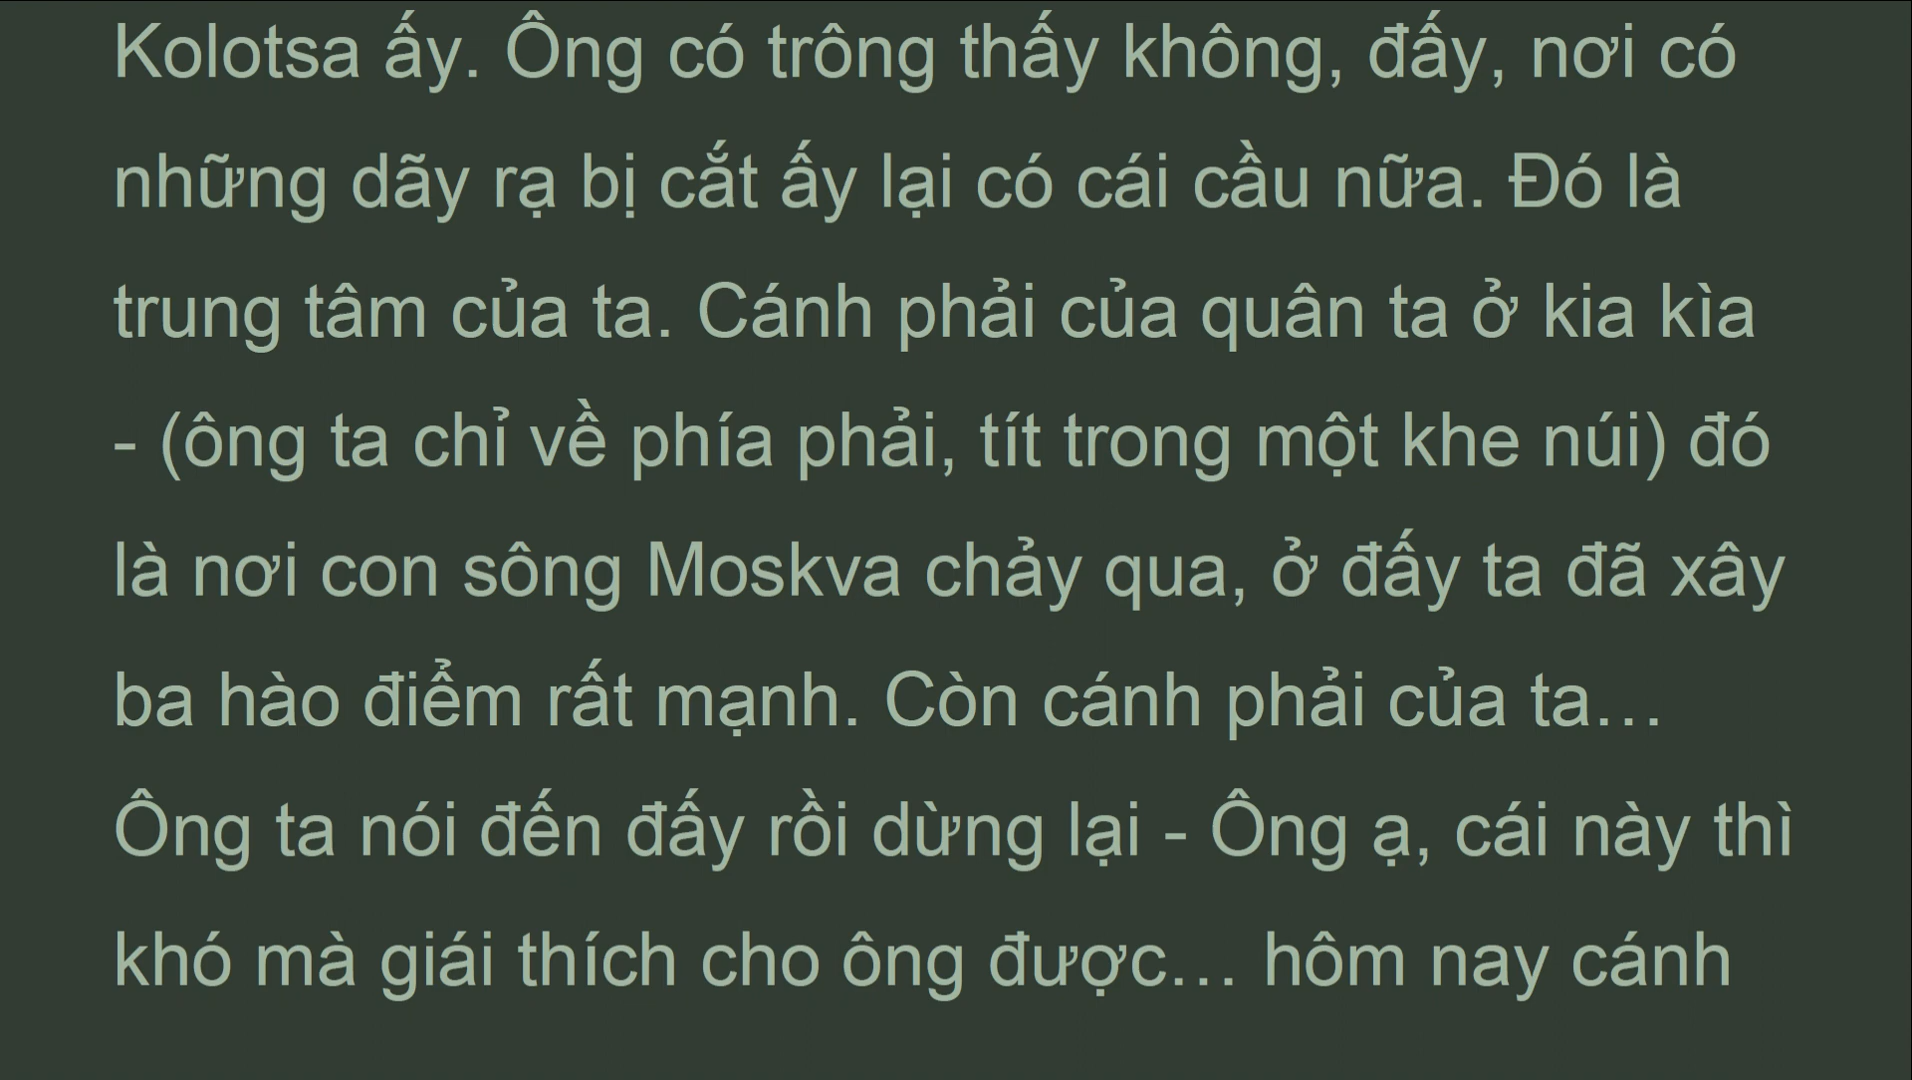 Kolotsa ấy. Ông có trông thấy không, đấy, nơi có
những dãy rạ bị cắt ấy lại có cái cầu nữa. Đó là
trung tâm của ta. Cánh phải của quân ta ở kia kìa
- (ông ta chỉ về phía phải, tít trong một khe núi) đó
là nơi con sông Moskva chảy qua, ở đấy ta đã xây
ba hào điểm rất mạnh. Còn cánh phải của ta…
Ông ta nói đến đấy rồi dừng lại - Ông ạ, cái này thì
khó mà giái thích cho ông được… hôm nay cánh